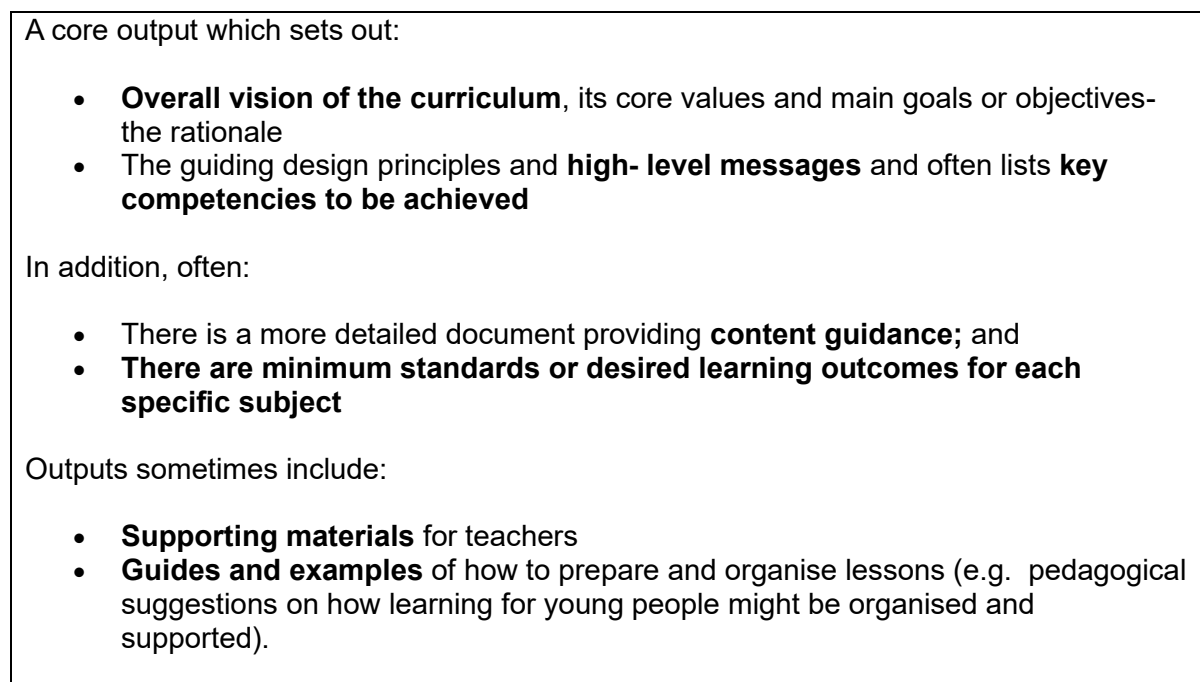 A core output which sets out:
• Overall vision of the curriculum, its core values and main goals or objectives-
the rationale
• The guiding design principles and high- level messages and often lists key
competencies to be achieved
In addition, often:
• There is a more detailed document providing content guidance; and
• There are minimum standards or desired learning outcomes for each
specific subject
Outputs sometimes include:
• Supporting materials for teachers
• Guides and examples of how to prepare and organise lessons (e.g.  pedagogical
suggestions on how learning for young people might be organised and
supported).